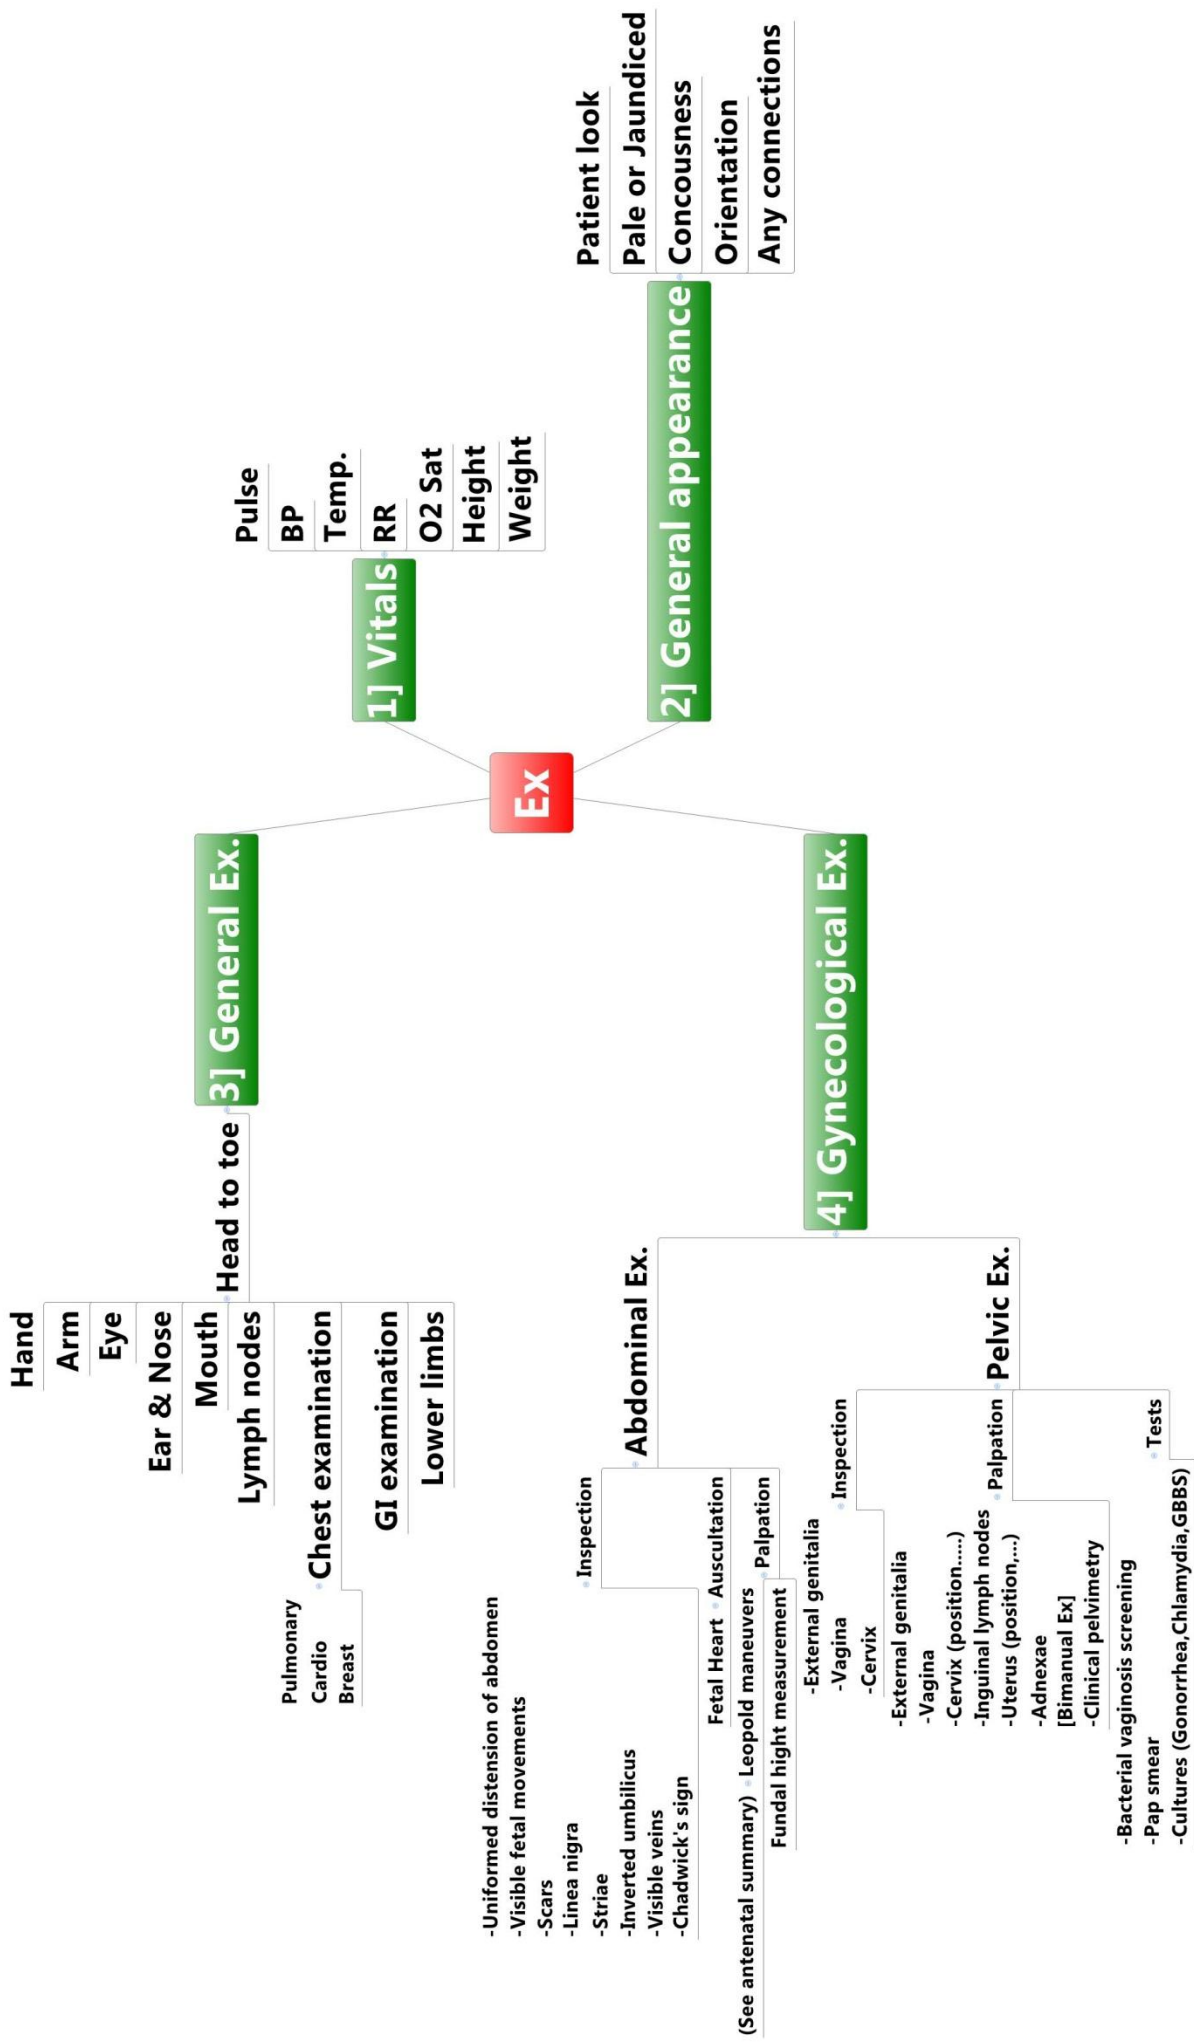 Ex
1] Vitals
Pulse
BP
Temp.
RR
O2 Sat
Height
Weight
2] General appearance
Patient look
Pale or Jaundiced
Concousness
Orientation
Any connections
3] General Ex.
Head to toe
Hand
Arm
Eye
Ear & Nose
Mouth
Lymph nodes
Chest examination
Pulmonary
Cardio
Breast
GI examination
Lower limbs
4] Gynecological Ex.
Abdominal Ex.
Inspection
-Uniformed distension of abdomen
-Visible fetal movements
-Scars
-Linea nigra
-Striae
-Inverted umbilicus
-Visible veins
-Chadwick's sign
Auscultation
Fetal Heart
Palpation
Leopold maneuvers
(See antenatal summary)
Fundal hight measurement
Pelvic Ex.
Inspection
-External genitalia
-Vagina
-Cervix
Palpation
-External genitalia
-Vagina
-Cervix (position.....)
-Inguinal lymph nodes
-Uterus (position,...)
-Adnexae
[Bimanual Ex]
-Clinical pelvimetry
Tests
-Bacterial vaginosis screening
-Pap smear
-Cultures (Gonorrhea,Chlamydia,GBBS)